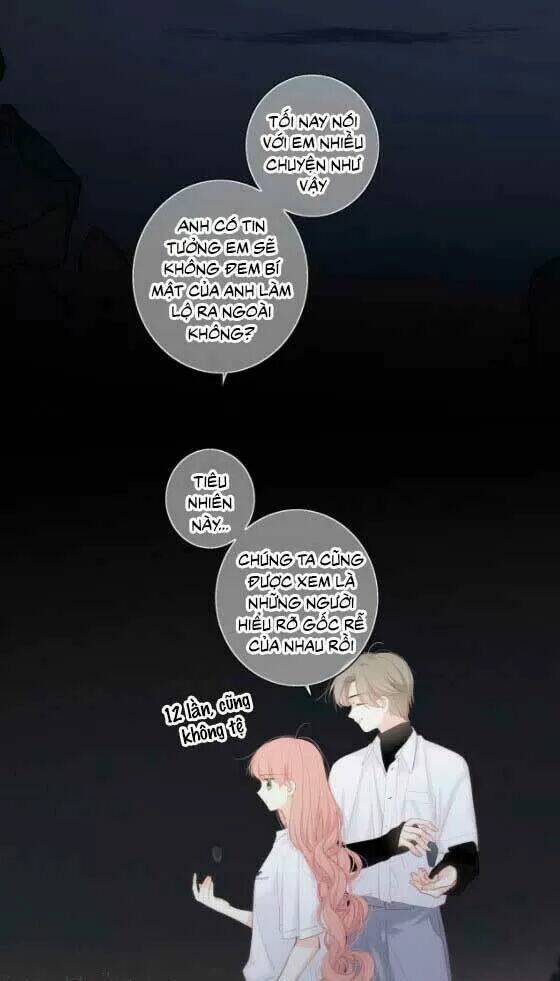 TỐI NAY NÓI
VỚI EM NHIỀU
CHUYỆN NHƯ
VẬY
ANH CÓ TIN
TƯỞNG EM SẼ
KHÔNG ĐEM BÍ
MẬT CỦA ANH LÀM
LỘ RA NGOÀI
KHÔNG?
TIÊU
NHIÊN
NÀY...
CHÚNG TA CŨNG
ĐƯỢC XEM LÀ
NHỮNG NGƯỜI
HIỂU RÕ GỐC RỄ
CỦA NHAU RỒI
12 lần, cũng
không tệ